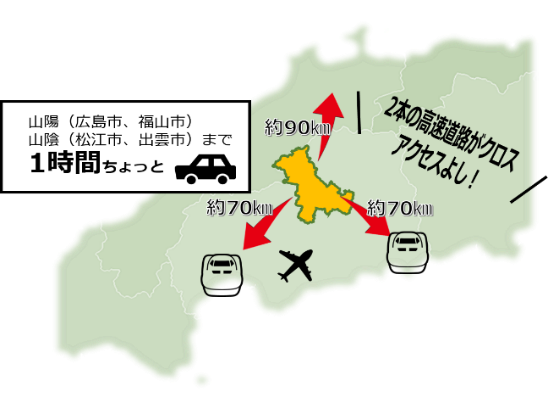 山陽（広島市、福山市）
山陰（松江市、出雲市）まで
1時間ちょっと
約90㎞
2本の高速道路がクロス
アクセスよし！
約70㎞
約70㎞